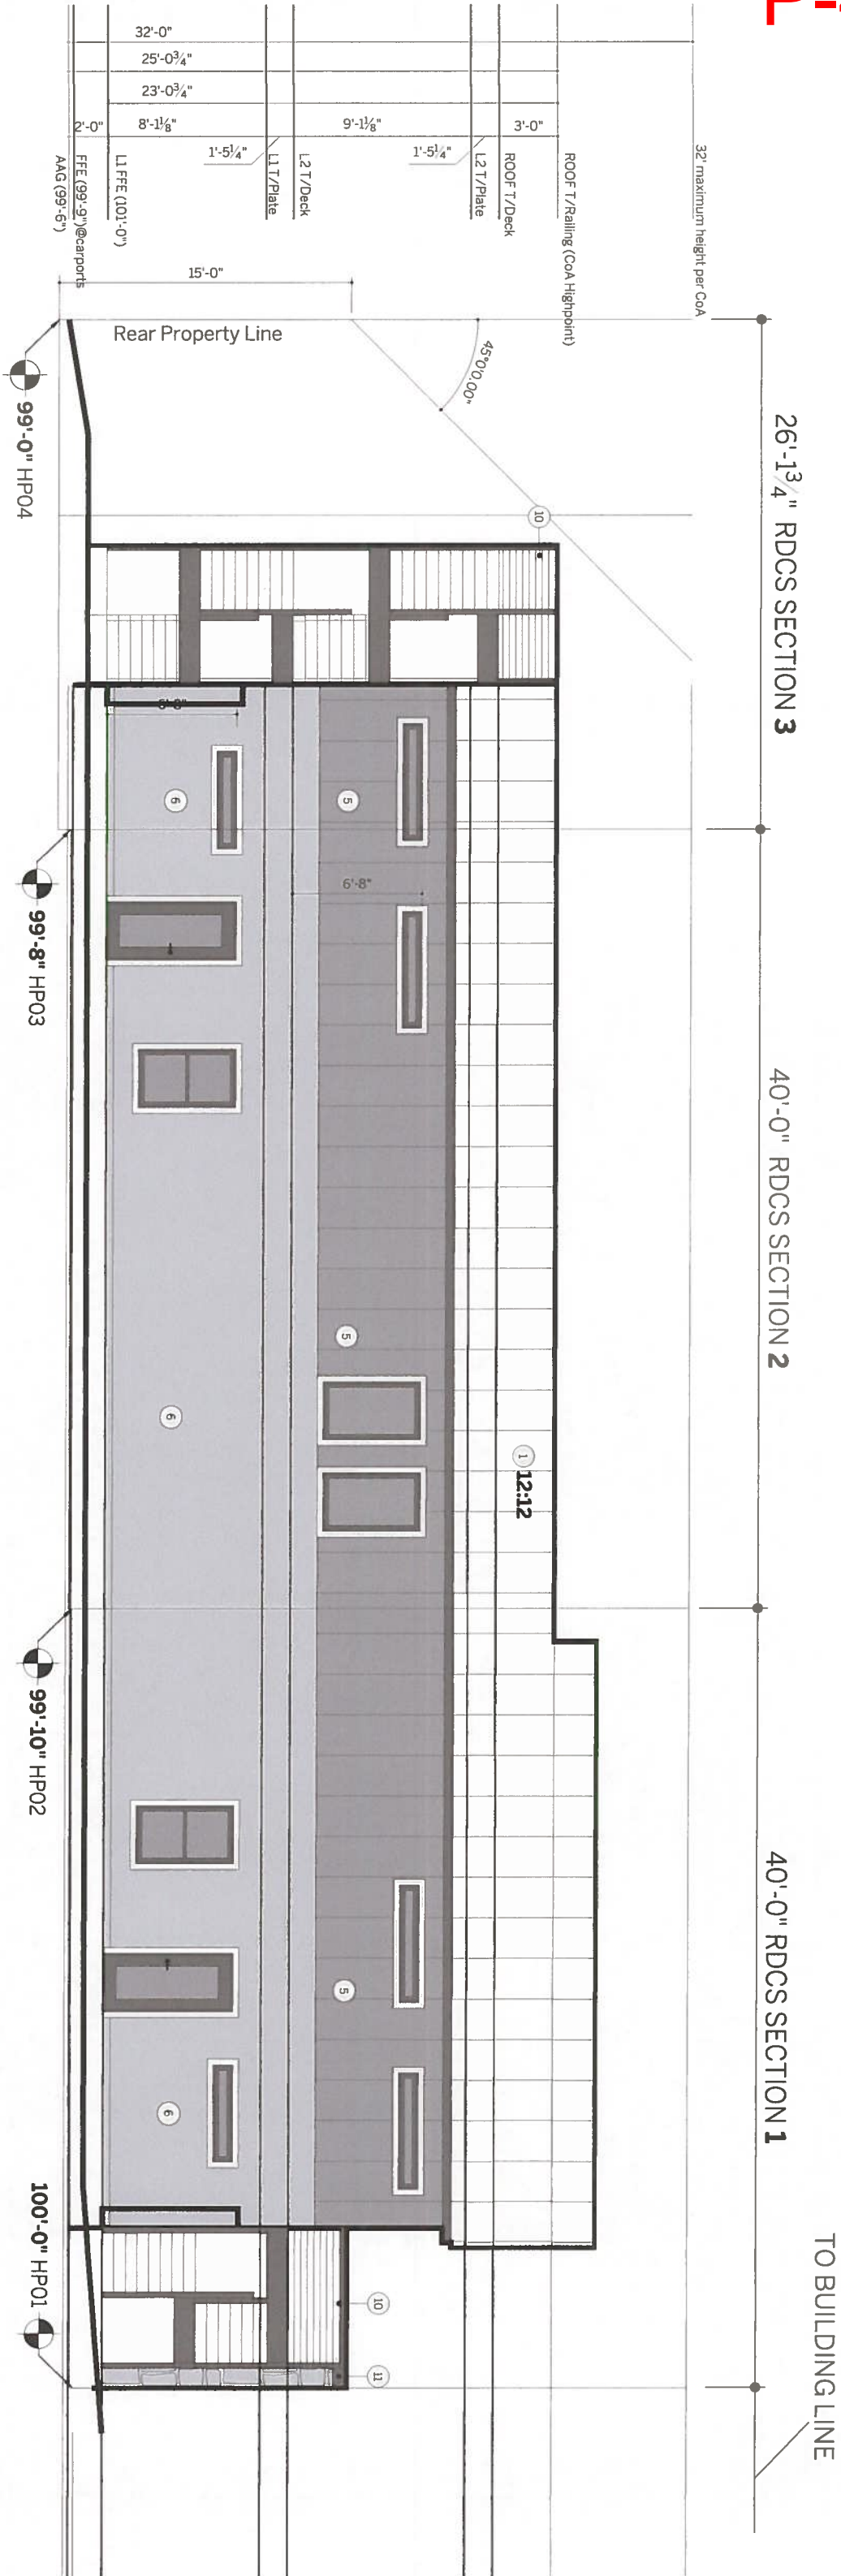 32'-0"
25'-0¾"
23'-0¾"
2'-0"
8'-1⅛"
1'-5¼"
9'-1⅛"
1'-5¼"
3'-0"
AAG (99'-6")
FFE (99'-9")@carports
L1 FFE (101'-0")
L1 T/Plate
L2 T/Deck
L2 T/Plate
ROOF T/Deck
ROOF T/Railing (CoA Highpoint)
32' maximum height per CoA
15'-0"
Rear Property Line
45°0'0.00"
99'-0" HP04
26'-1¾" RDCS SECTION 3
10
6
5
6'-8"
99'-8" HP03
40'-0" RDCS SECTION 2
5
6
1 12:12
99'-10" HP02
40'-0" RDCS SECTION 1
5
6
100'-0" HP01
10
11
TO BUILDING LINE